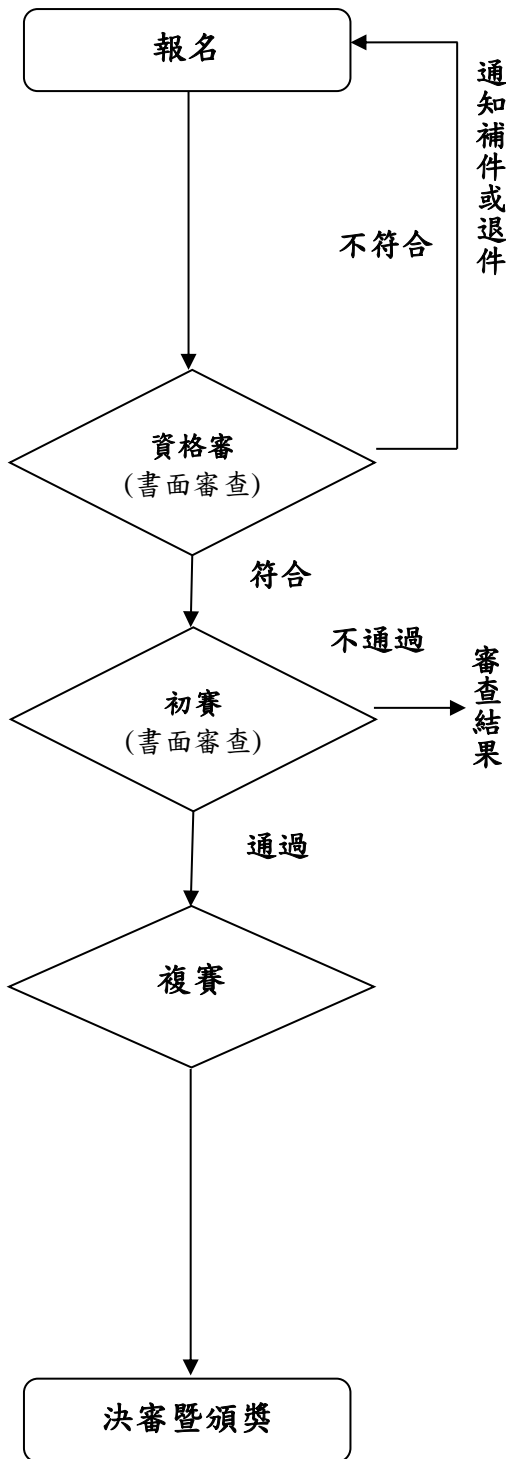 報名
通知補件或退件
不符合
資格審
(書面審查)
符合
不通過
初賽
(書面審查)
審查結果
通過
複賽
決審暨頒獎